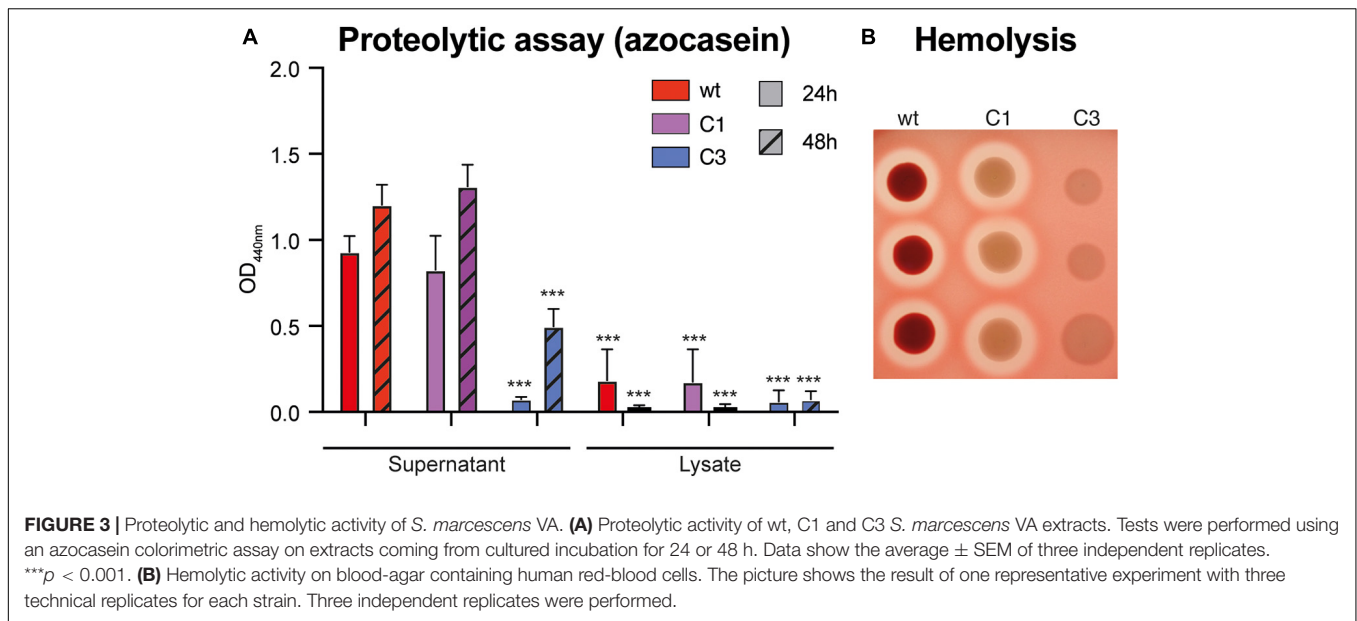 A
Proteolytic assay (azocasein)
B
Hemolysis
2.0
1.5
1.0
0.5
0.0
OD440nm
wt
C1
C3
24h
48h
***
***
***
***
***
***
***
***
Supernatant
Lysate
wt C1 C3
FIGURE 3 | Proteolytic and hemolytic activity of S. marcescens VA. (A) Proteolytic activity of wt, C1 and C3 S. marcescens VA extracts. Tests were performed using
an azocasein colorimetric assay on extracts coming from cultured incubation for 24 or 48 h. Data show the average ± SEM of three independent replicates.
***p < 0.001. (B) Hemolytic activity on blood-agar containing human red-blood cells. The picture shows the result of one representative experiment with three
technical replicates for each strain. Three independent replicates were performed.